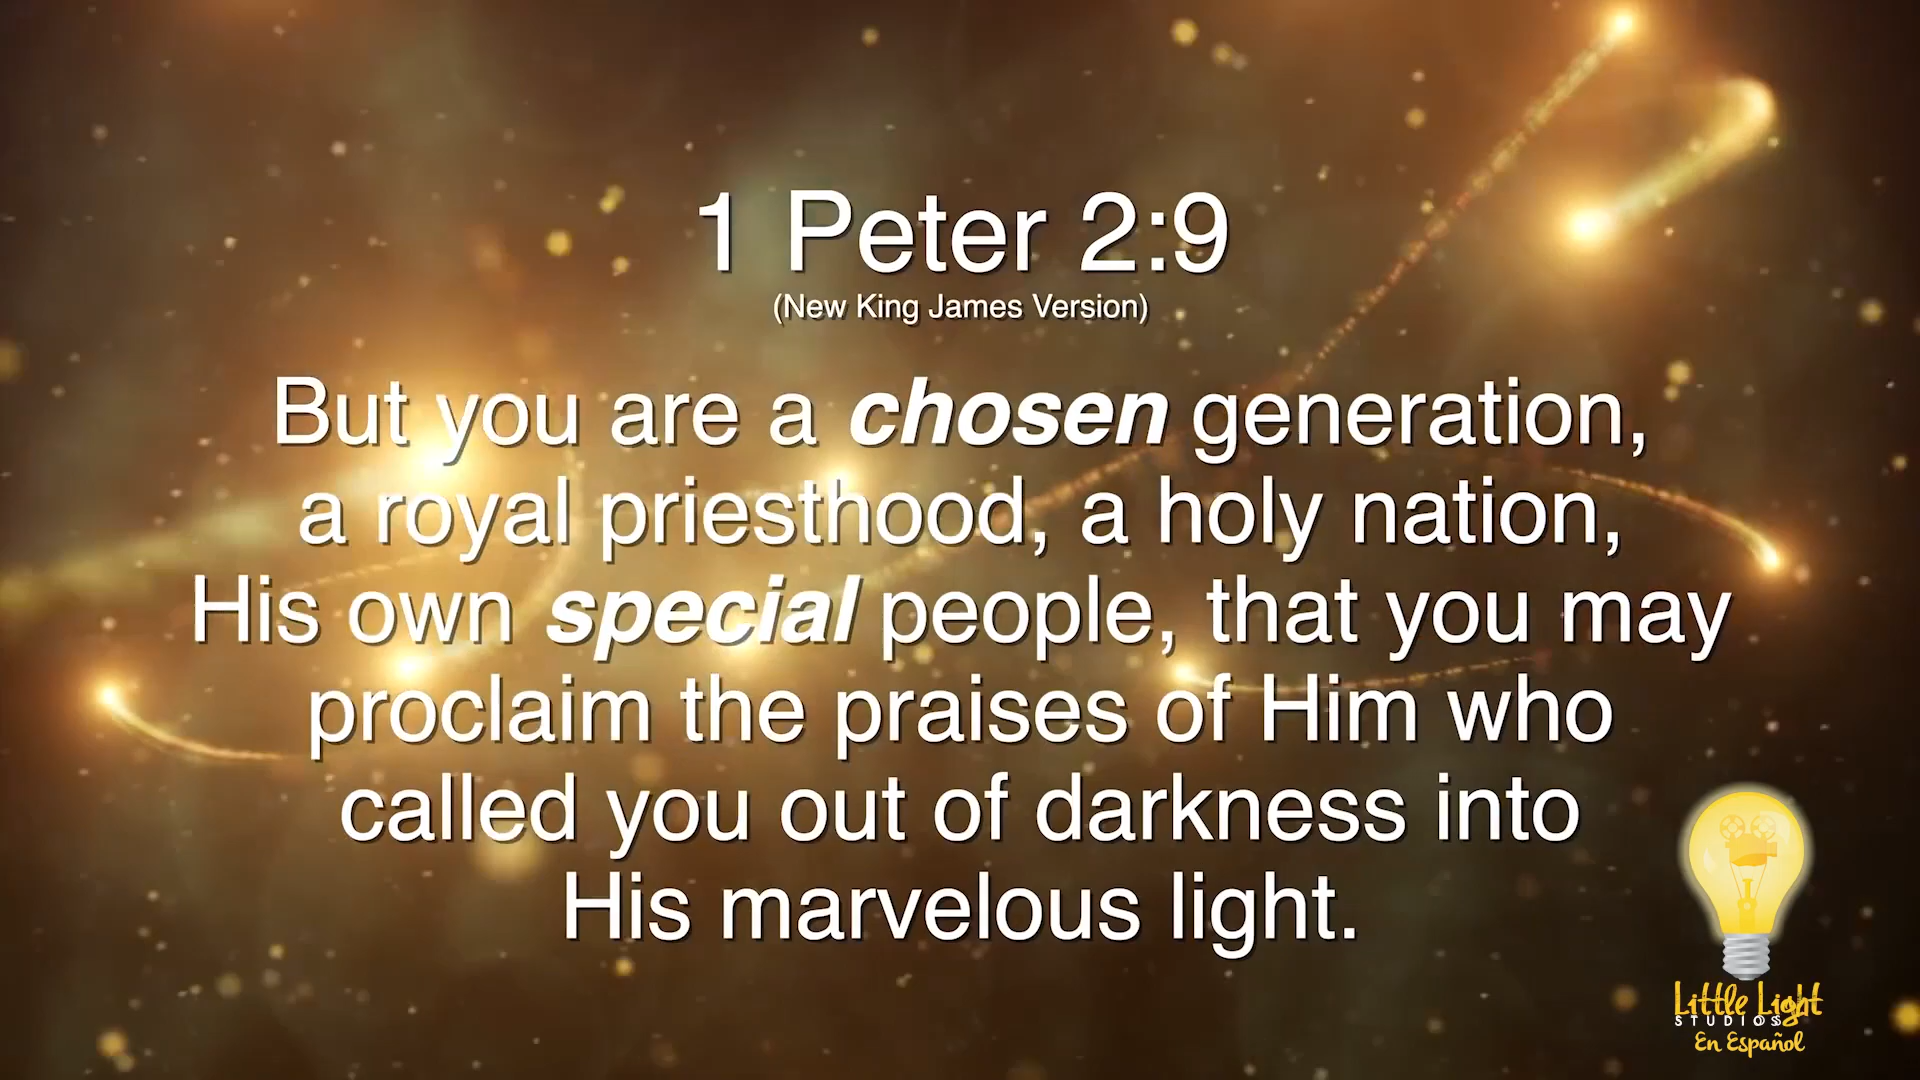 1 Peter 2:9
(New King James Version)
But you are a chosen generation,
a royal priesthood, a holy nation,
His own special people, that you may
proclaim the praises of Him who
called you out of darkness into
His marvelous light.
Little Light
STUDIOS
En Español